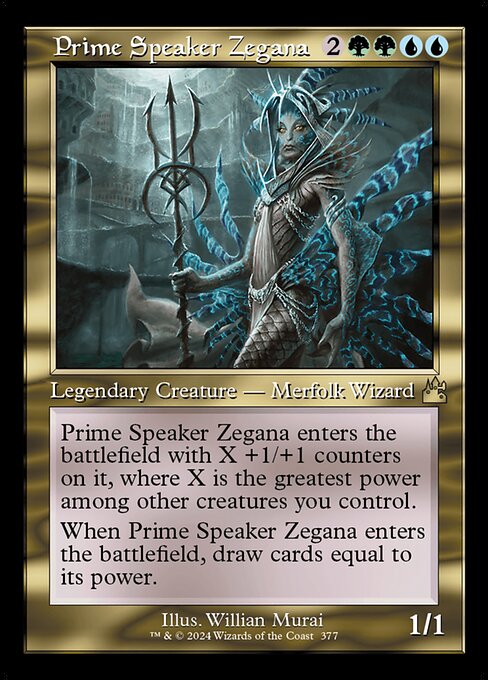 Prime Speaker Zegana 2
Legendary Creature — Merfolk Wizard
Prime Speaker Zegana enters the
battlefield with X +1/+1 counters
on it, where X is the greatest power
among other creatures you control.
When Prime Speaker Zegana enters
the battlefield, draw cards equal to
its power.
Illus. Willian Murai
™ & © 2024 Wizards of the Coast 377
1/1